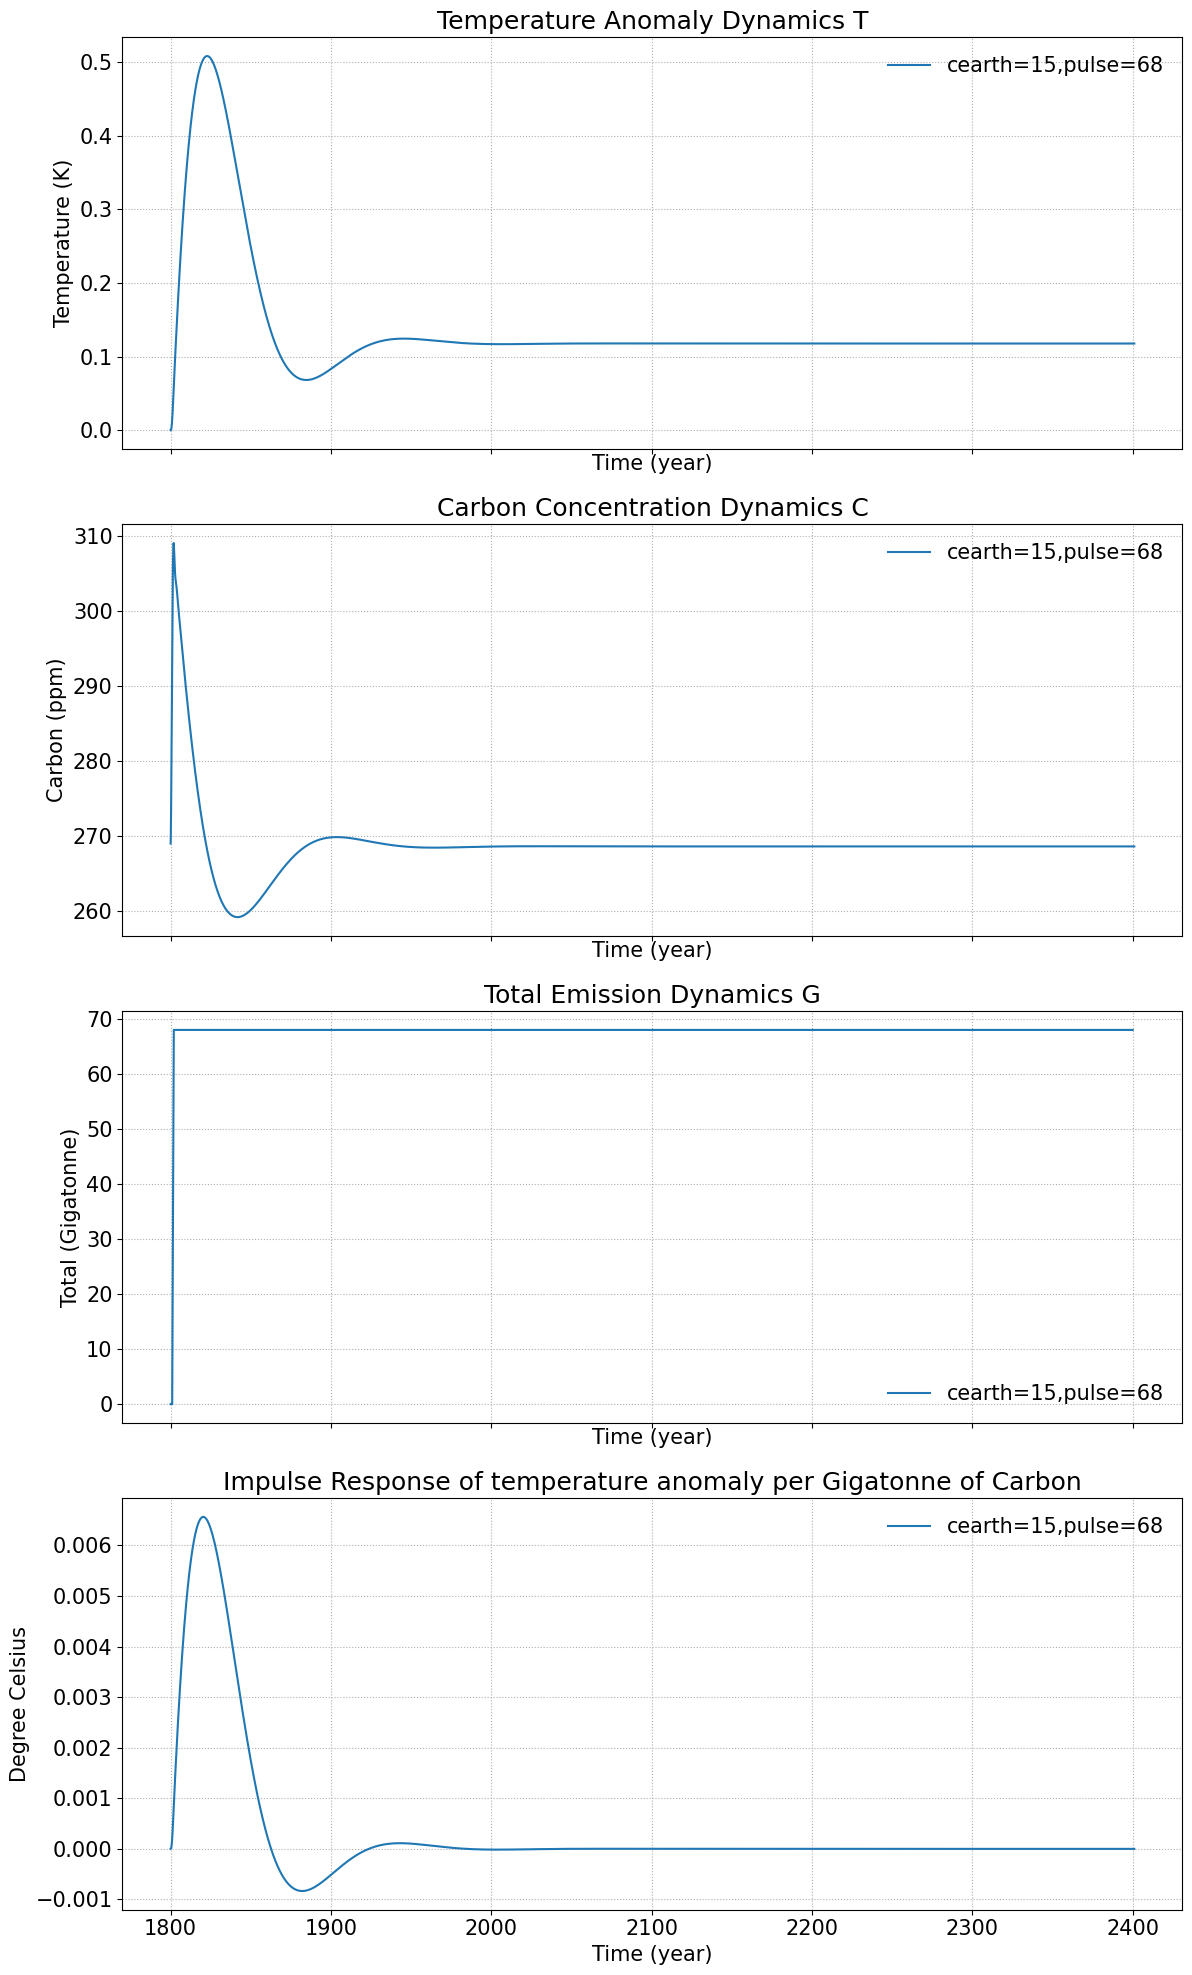 Temperature Anomaly Dynamics T
cearth=15,pulse=68
Temperature (K)
0.5
0.4
0.3
0.2
0.1
0.0
Time (year)
Carbon Concentration Dynamics C
cearth=15,pulse=68
Carbon (ppm)
310
300
290
280
270
260
Time (year)
Total Emission Dynamics G
Total (Gigatonne)
70
60
50
40
30
20
10
0
cearth=15,pulse=68
Time (year)
Impulse Response of temperature anomaly per Gigatonne of Carbon
cearth=15,pulse=68
Degree Celsius
0.006
0.005
0.004
0.003
0.002
0.001
0.000
−0.001
1800 1900 2000 2100 2200 2300 2400
Time (year)